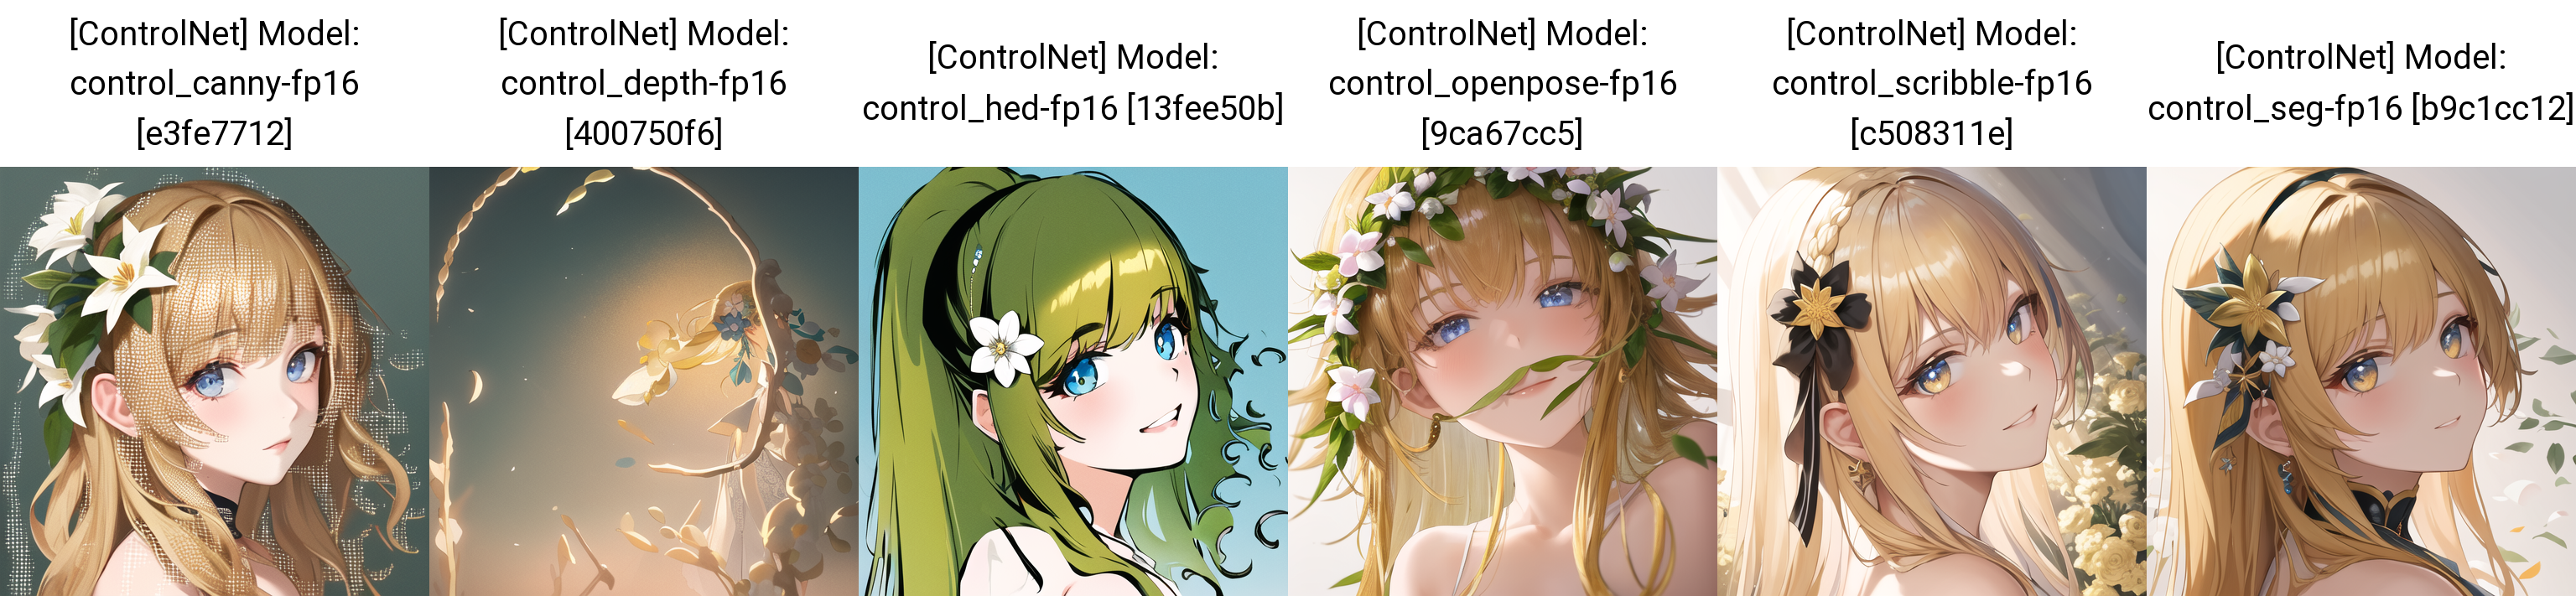 [ControlNet] Model:
control_canny-fp16
[e3fe7712]
[ControlNet] Model:
control_depth-fp16
[400750f6]
[ControlNet] Model:
control_hed-fp16 [13fee50b]
[ControlNet] Model:
control_openpose-fp16
[9ca67cc5]
[ControlNet] Model:
control_scribble-fp16
[c508311e]
[ControlNet] Model:
control_seg-fp16 [b9c1cc12]